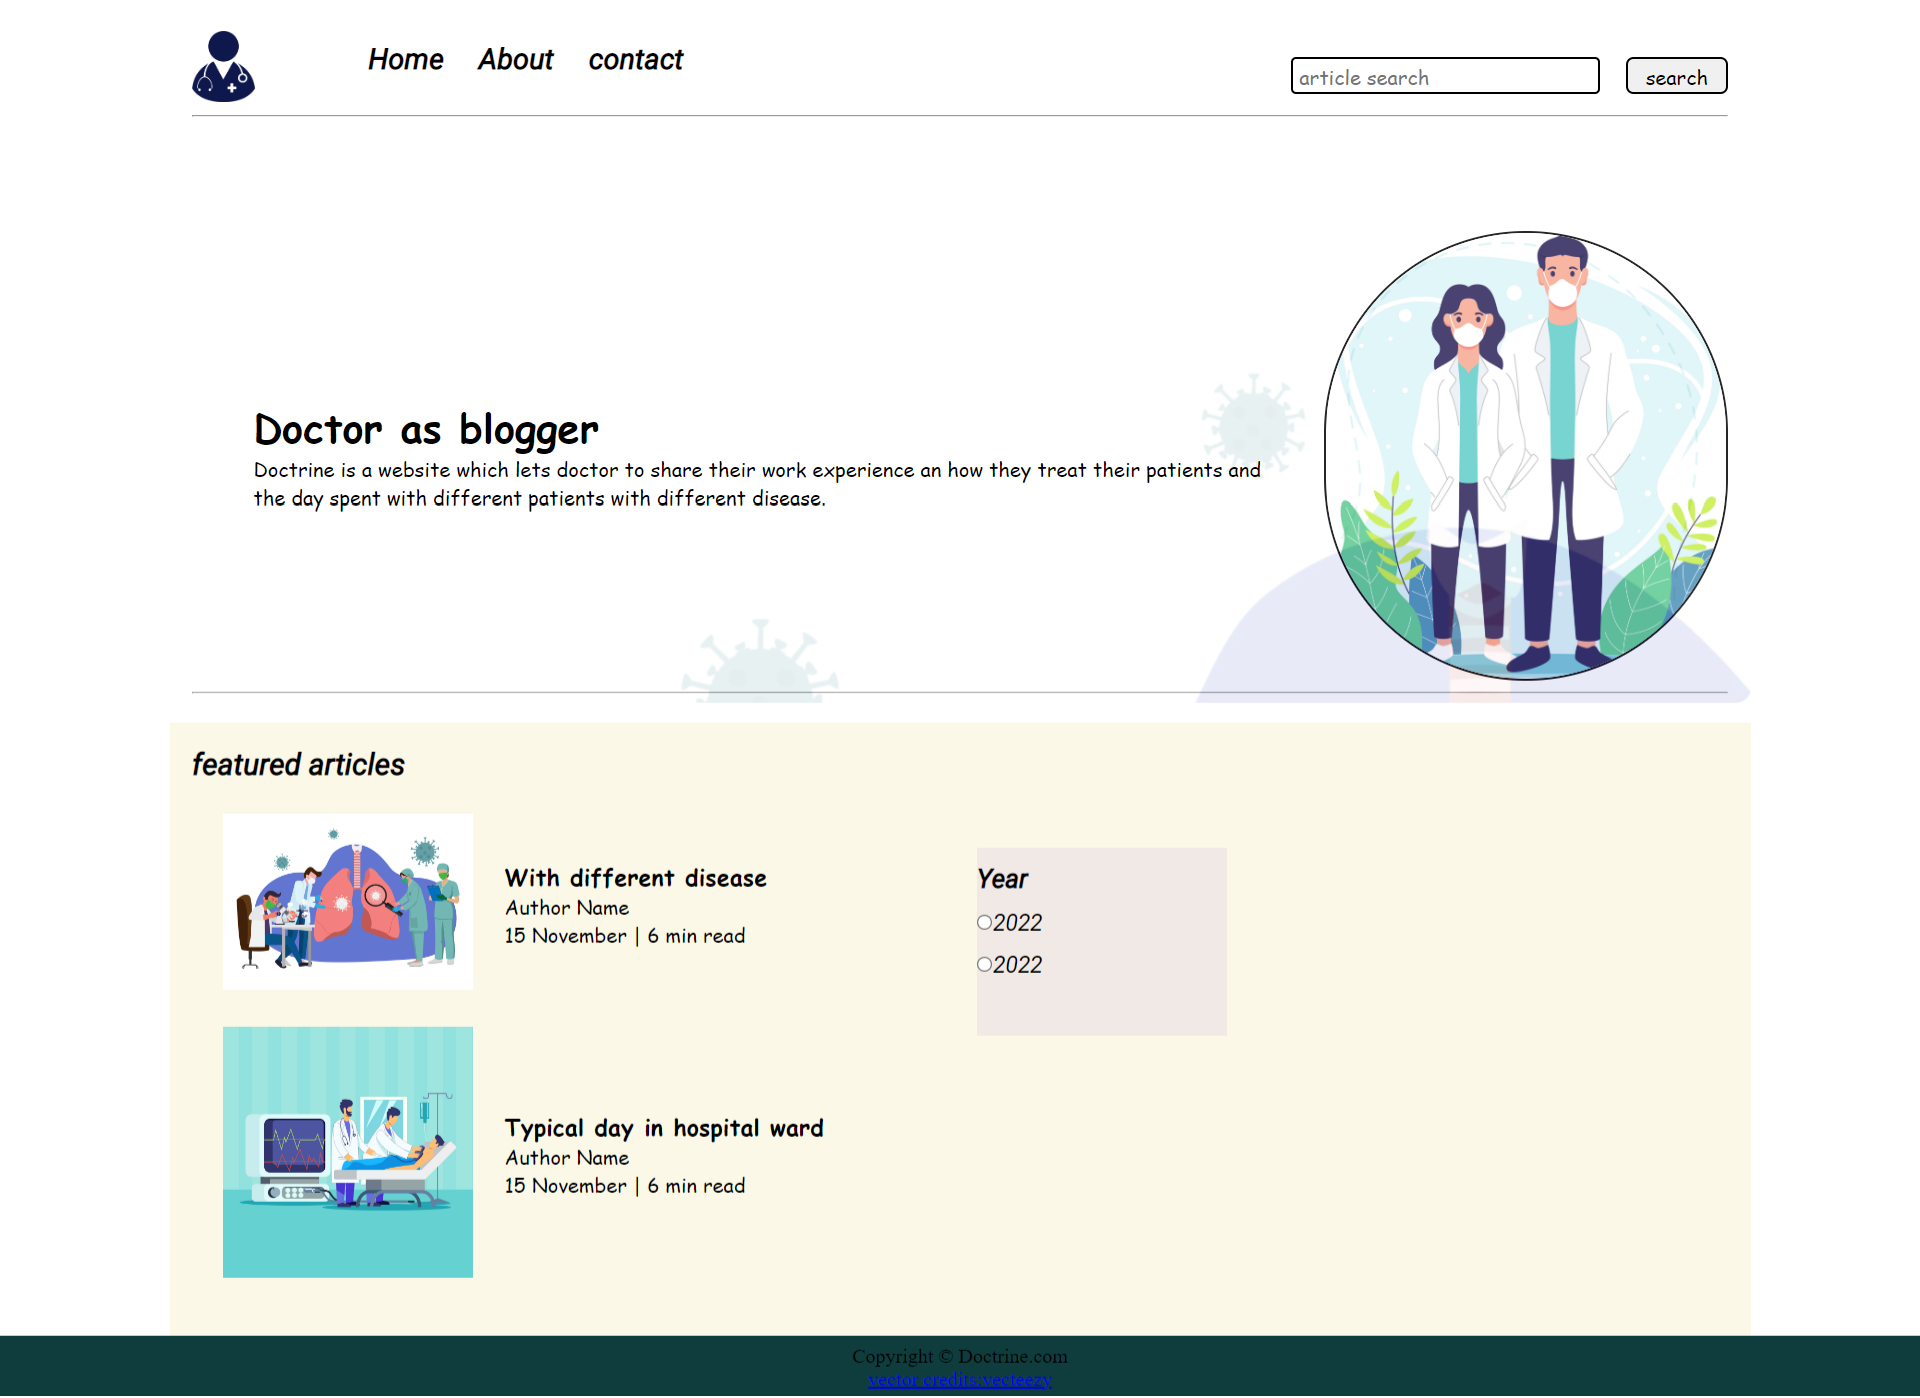 Home About contact
article search search
Doctor as blogger
Doctrine is a website which lets doctor to share their work experience an how they treat their patients and
the day spent with different patients with different disease.
featured articles
With different disease
Author Name
15 November | 6 min read
Year
2022
2022
Typical day in hospital ward
Author Name
15 November | 6 min read
Copyright © Doctrine.com
vector credits:vecteezy